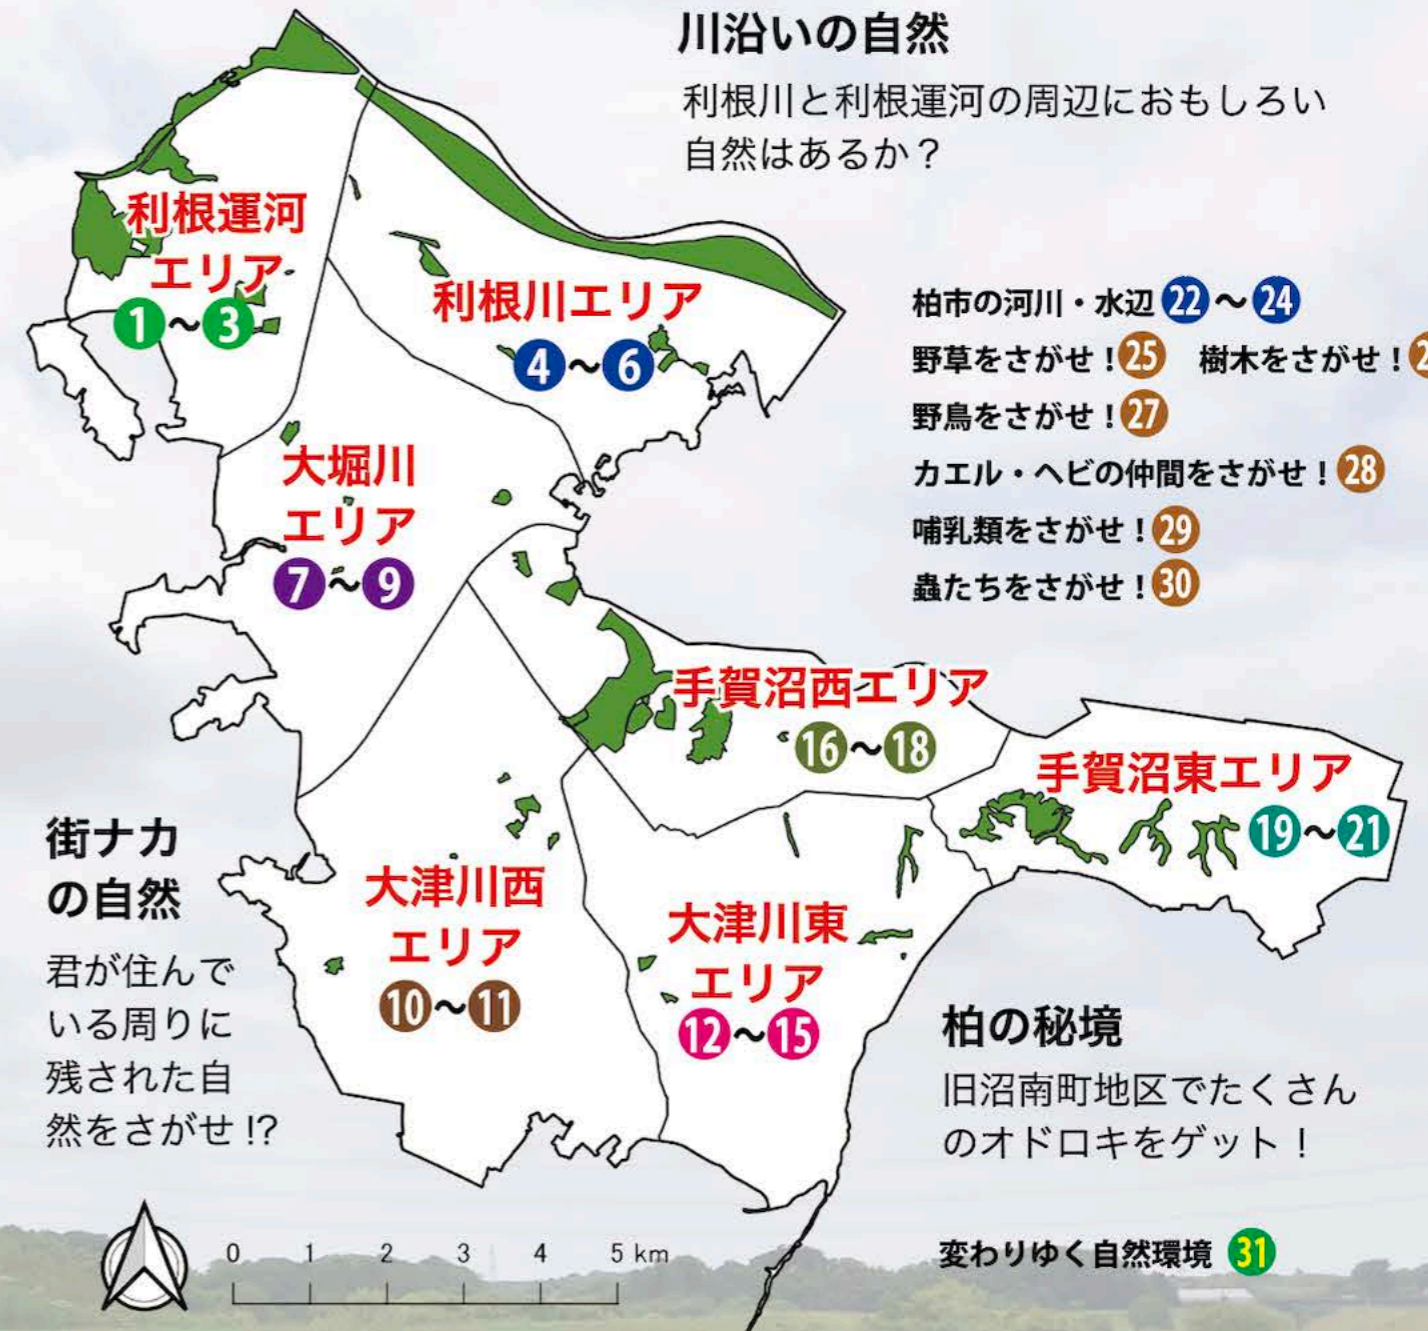 川沿いの自然
利根川と利根運河の周辺におもしろい
自然はあるか?
利根運河
エリア
1～3
利根川エリア
4～6
柏市の河川・水辺 22～24
野草をさがせ!25 樹木をさがせ!
野鳥をさがせ!27
カエル・ヘビの仲間をさがせ!28
哺乳類をさがせ!29
蟲たちをさがせ!30
大堀川
エリア
7～9
手賀沼西エリア
16～18
手賀沼東エリア
19～21
街ナカ
の自然
君が住んで
いる周りに
残された自
然をさがせ!?
大津川西
エリア
10～11
大津川東
エリア
12～15
柏の秘境
旧沼南町地区でたくさん
のオドロキをゲット!
変わりゆく自然環境 31
0 1 2 3 4 5 km